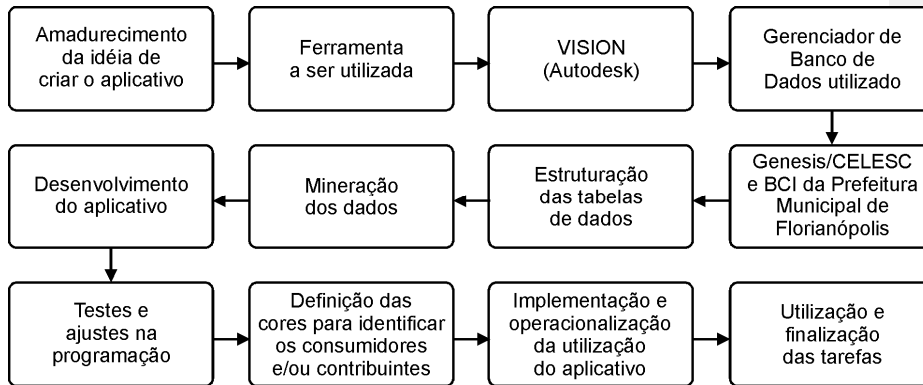 Amadurecimento
da idéia de
criar o aplicativo
Ferramenta
a ser utilizada
VISION
(Autodesk)
Gerenciador de
Banco de
Dados utilizado
Genesis/CELESC
e BCI da Prefeitura
Municipal de
Florianópolis
Estruturação
das tabelas
de dados
Mineração
dos dados
Desenvolvimento
do aplicativo
Testes e
ajustes na
programação
Definição das
cores para identificar
os consumidores
e/ou contribuintes
Implementação e
operacionalização
da utilização
do aplicativo
Utilização e
finalização
das tarefas